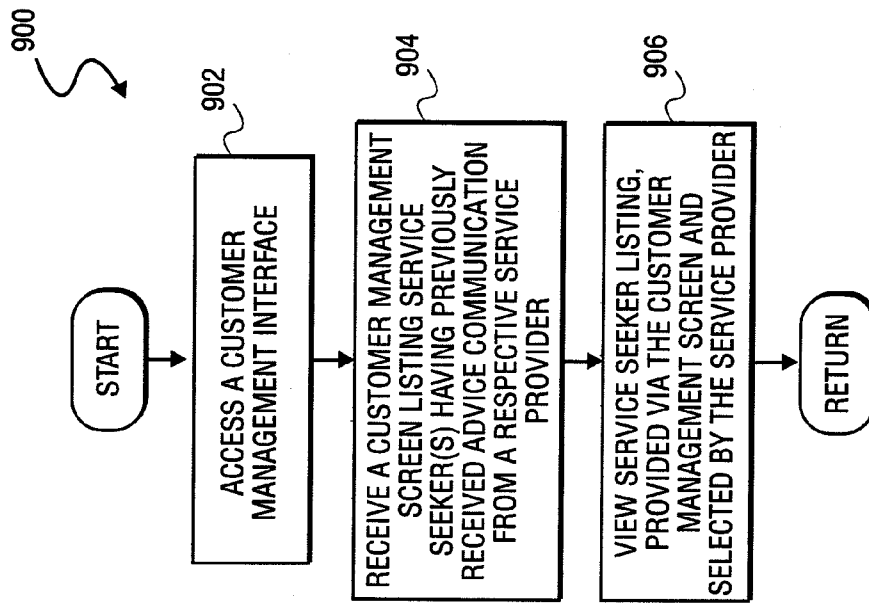 900
START
902
ACCESS A CUSTOMER
MANAGEMENT INTERFACE
904
RECEIVE A CUSTOMER MANAGEMENT
SCREEN LISTING SERVICE
SEEKER(S) HAVING PREVIOUSLY
RECEIVED ADVICE COMMUNICATION
FROM A RESPECTIVE SERVICE
PROVIDER
906
VIEW SERVICE SEEKER LISTING,
PROVIDED VIA THE CUSTOMER
MANAGEMENT SCREEN AND
SELECTED BY THE SERVICE PROVIDER
RETURN